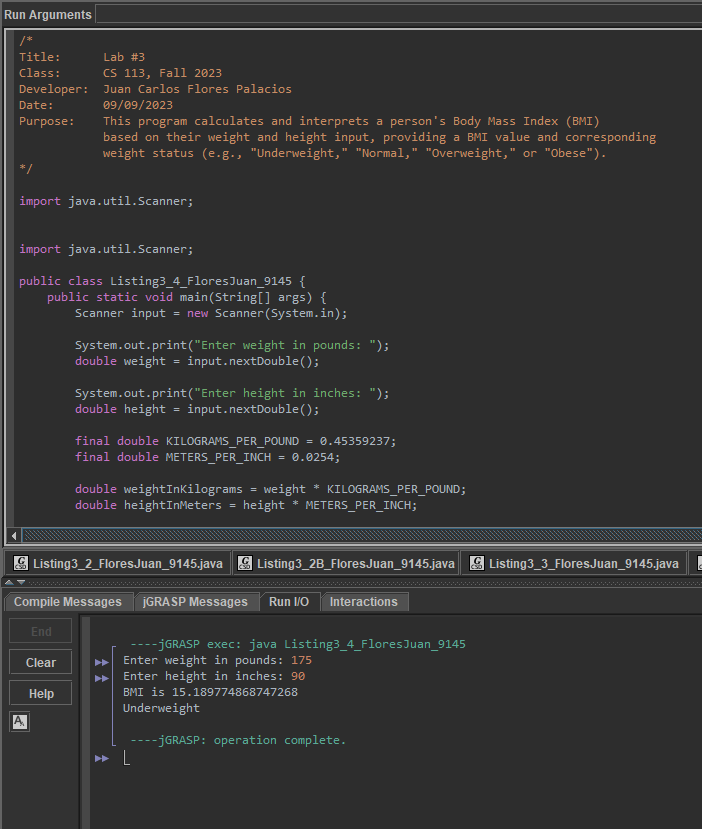 Run Arguments
/*
Title:      Lab #3
Class:      CS 113, Fall 2023
Developer:  Juan Carlos Flores Palacios
Date:       09/09/2023
Purpose:    This program calculates and interprets a person's Body Mass Index (BMI)
            based on their weight and height input, providing a BMI value and corresponding
            weight status (e.g., "Underweight," "Normal," "Overweight," or "Obese").
*/
import java.util.Scanner;
import java.util.Scanner;
public class Listing3_4_FloresJuan_9145 {
    public static void main(String[] args) {
        Scanner input = new Scanner(System.in);
        System.out.print("Enter weight in pounds: ");
        double weight = input.nextDouble();
        System.out.print("Enter height in inches: ");
        double height = input.nextDouble();
        final double KILOGRAMS_PER_POUND = 0.45359237;
        final double METERS_PER_INCH = 0.0254;
        double weightInKilograms = weight * KILOGRAMS_PER_POUND;
        double heightInMeters = height * METERS_PER_INCH;
G CSD Listing3_2_FloresJuan_9145.java G CSD Listing3_2B_FloresJuan_9145.java G CSD Listing3_3_FloresJuan_9145.java
Compile Messages jGRASP Messages Run I/O Interactions
End
Clear
Help
 ----jGRASP exec: java Listing3_4_FloresJuan_9145
Enter weight in pounds: 175
Enter height in inches: 90
BMI is 15.189774868747268
Underweight
 ----jGRASP: operation complete.